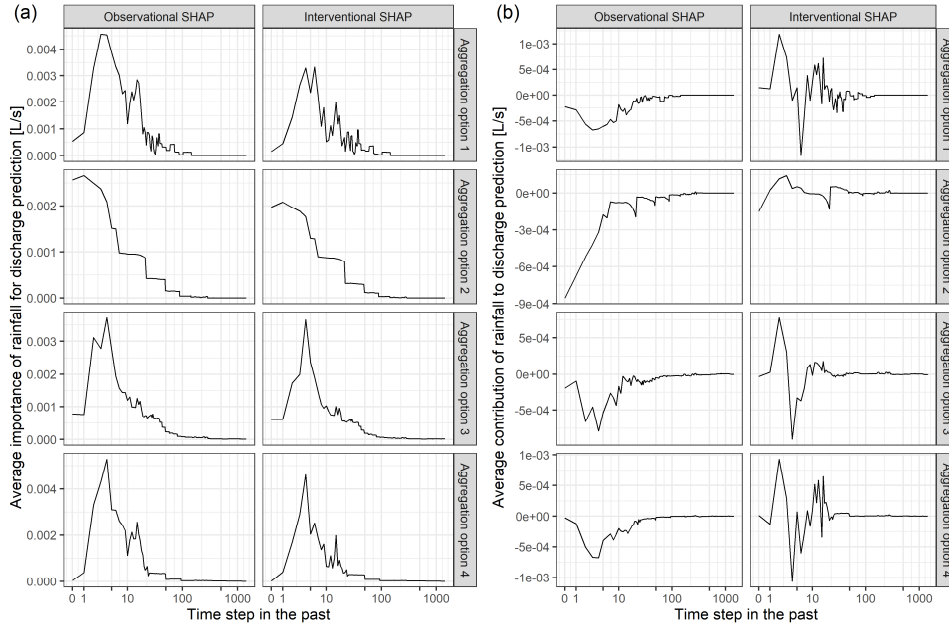 (a)
Observational SHAP
Interventional SHAP
Average importance of rainfall for discharge prediction [L/s]
0.004
0.003
0.002
0.001
0.000
Aggregation option 1
0.002
0.001
0.000
Aggregation option 2
0.003
0.002
0.001
0.000
Aggregation option 3
0.004
0.002
0.000
Aggregation option 4
0 1 10 100 1000
0 1 10 100 1000
Time step in the past
(b)
Observational SHAP
Interventional SHAP
Average contribution of rainfall to discharge prediction [L/s]
1e-03
5e-04
0e+00
-5e-04
-1e-03
Aggregation option 1
0e+00
-3e-04
-6e-04
-9e-04
Aggregation option 2
5e-04
0e+00
-5e-04
Aggregation option 3
1e-03
5e-04
0e+00
-5e-04
-1e-03
Aggregation option 4
0 1 10 100 1000
0 1 10 100 1000
Time step in the past